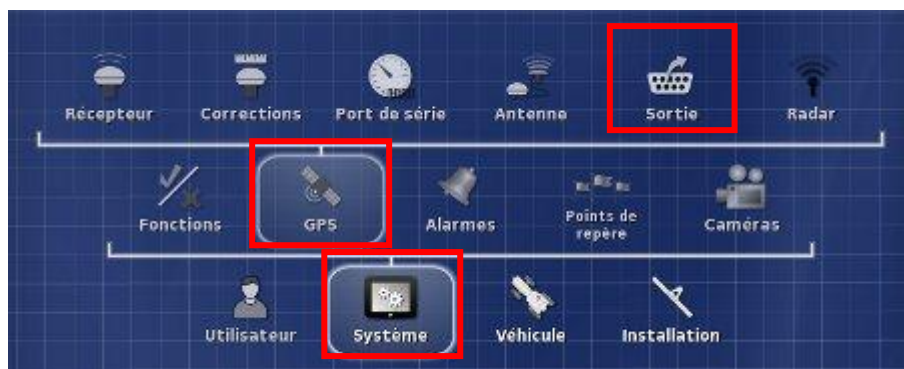 Récepteur
Corrections
Port de série
Antenne
Sortie
Radar
Fonctions
GPS
Alarmes
Points de
repère
Caméras
Utilisateur
Système
Véhicule
Installation